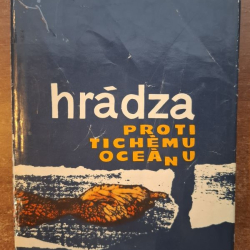 hrádza
PROTI
TICHÉMU
OCEÁNU